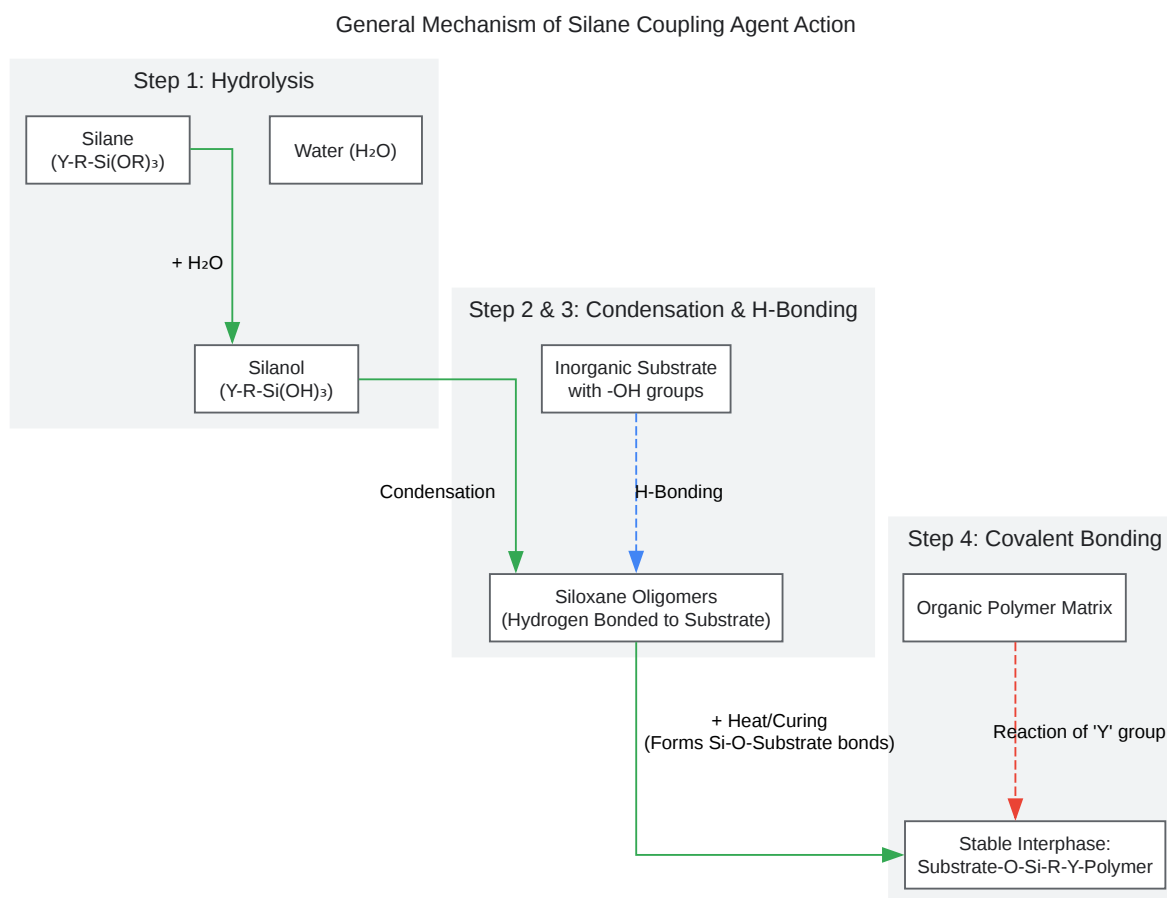 General Mechanism of Silane Coupling Agent Action
Step 1: Hydrolysis
Silane
(Y-R-Si(OR)₃)
Water (H₂O)
+ H₂O
Silanol
(Y-R-Si(OH)₃)
Step 2 & 3: Condensation & H-Bonding
Inorganic Substrate
with -OH groups
Condensation
H-Bonding
Siloxane Oligomers
(Hydrogen Bonded to Substrate)
Step 4: Covalent Bonding
Organic Polymer Matrix
+ Heat/Curing
(Forms Si-O-Substrate bonds)
Reaction of 'Y' group
Stable Interphase:
Substrate-O-Si-R-Y-Polymer